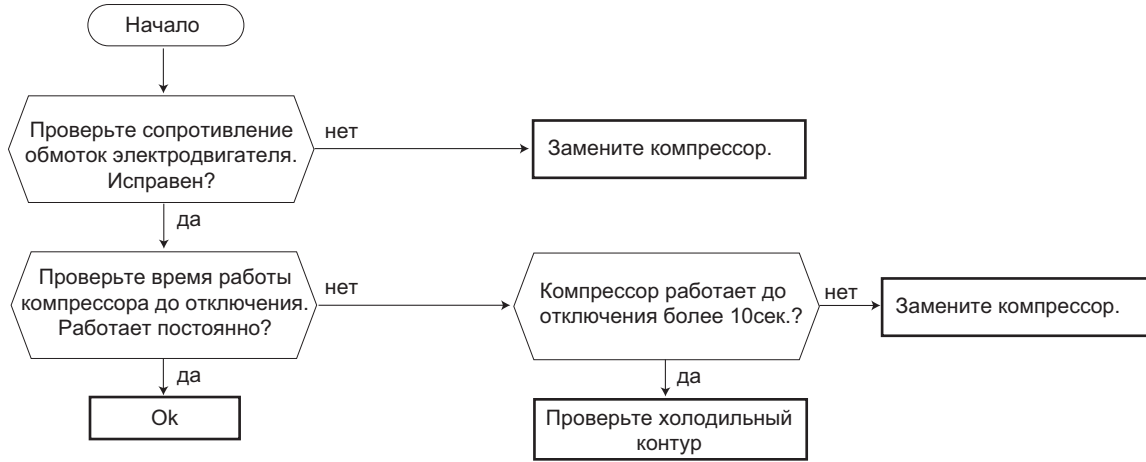 Начало
Проверьте сопротивление
обмоток электродвигателя.
Исправен?
нет
Замените компрессор.
да
Проверьте время работы
компрессора до отключения.
Работает постоянно?
нет
Компрессор работает до
отключения более 10сек.?
нет
Замените компрессор.
да
Ok
да
Проверьте холодильный
контур